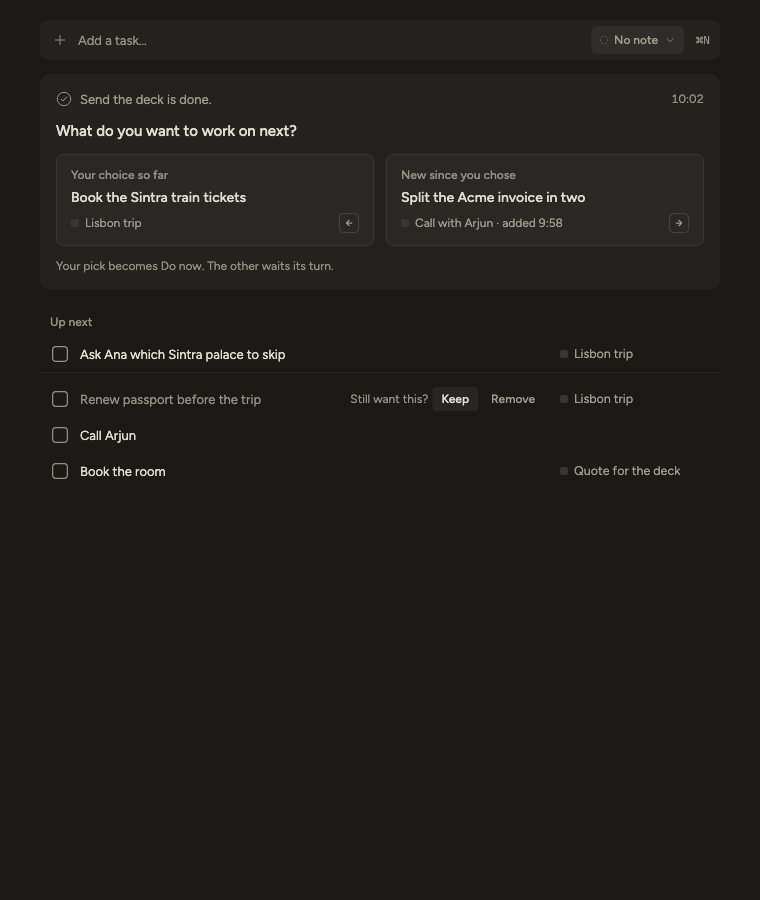 Add a task...
No note
⌘N
Send the deck is done.
10:02
What do you want to work on next?
Your choice so far
Book the Sintra train tickets
Lisbon trip
New since you chose
Split the Acme invoice in two
Call with Arjun · added 9:58
Your pick becomes Do now. The other waits its turn.
Up next
Ask Ana which Sintra palace to skip
Lisbon trip
Renew passport before the trip
Still want this? Keep Remove
Lisbon trip
Call Arjun
Book the room
Quote for the deck